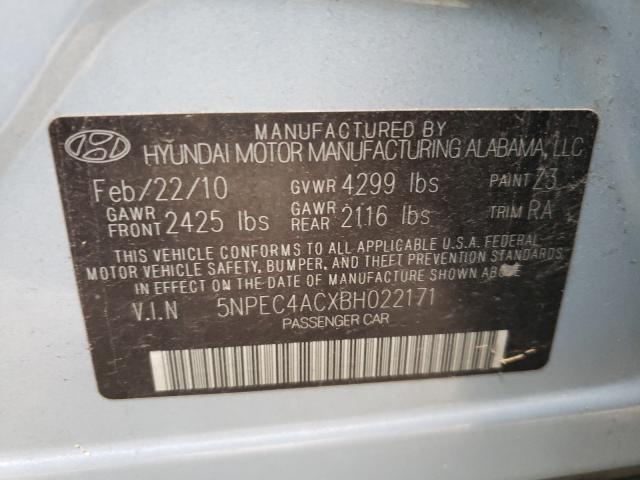 MANUFACTURED BY
HYUNDAI MOTOR MANUFACTURING ALABAMA, LLC
Feb/22/10 GVWR 4299 lbs PAINT Z3
GAWR FRONT 2425 lbs GAWR REAR 2116 lbs TRIM RA
THIS VEHICLE CONFORMS TO ALL APPLICABLE U.S.A. FEDERAL
MOTOR VEHICLE SAFETY, BUMPER, AND THEFT PREVENTION STANDARDS
IN EFFECT ON THE DATE OF MANUFACTURE SHOWN ABOVE.
V.I.N 5NPEC4ACXBH022171
PASSENGER CAR